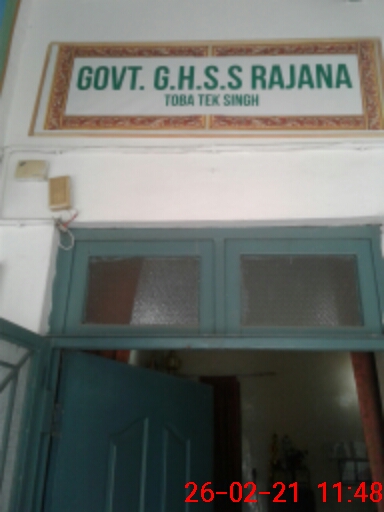 GOVT. G.H.S.S RAJANA
TOBA TEK SINGH
26-02-21 11:48